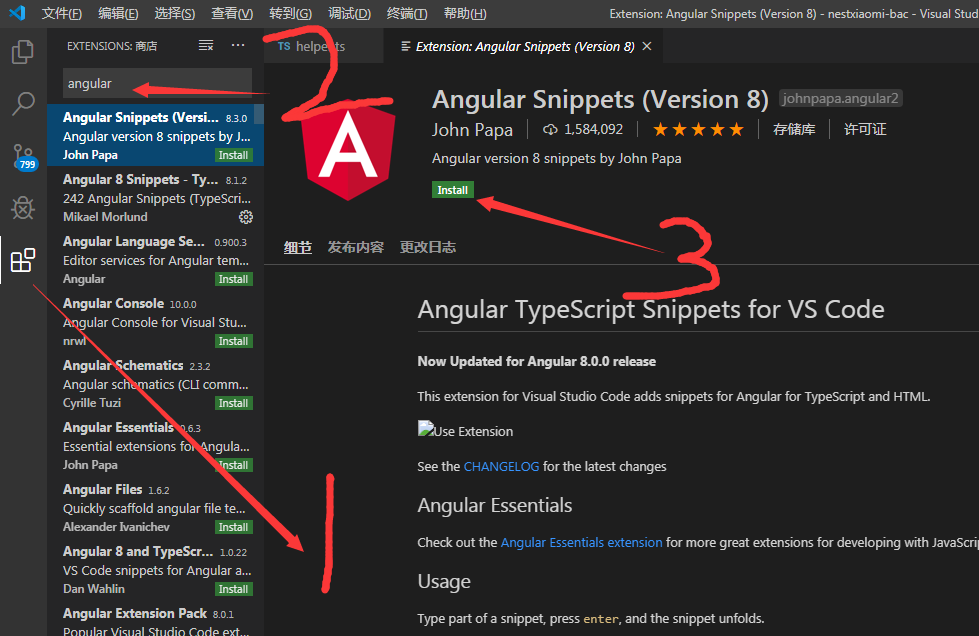 文件(F) 编辑(E) 选择(S) 查看(V) 转到(G) 调试(D) 终端(T) 帮助(H) Extension: Angular Snippets (Version 8) - nestxiaomi-bac - Visual Stud
EXTENSIONS: 商店
TS
Extension: Angular Snippets (Version 8)
angular
2
Angular Snippets (Versi... 8.3.0
Angular version 8 snippets by J...
John Papa Install
Angular 8 Snippets - Ty... 8.1.2
242 Angular Snippets (TypeScri...
Mikael Morlund
Angular Language Se... 0.900.3
Editor services for Angular tem...
Angular Install
Angular Console 10.0.0
Angular Console for Visual Stu...
nrwl Install
Angular Schematics 2.3.2
Angular schematics (CLI comm...
Cyrille Tuzi Install
Angular Essentials 0.6.3
Essential extensions for Angula...
John Papa Install
Angular Files 1.6.2
Quickly scaffold angular file te...
Alexander Ivanichev Install
Angular 8 and TypeScr... 1.0.22
VS Code snippets for Angular a...
Dan Wahlin Install
Angular Extension Pack 8.0.1
Popular Visual Studio Code ext...
799
1
A
Angular Snippets (Version 8) johnpapa.angular2
John Papa 1,584,092 存储库 许可证
Angular version 8 snippets by John Papa
Install
3
细节 发布内容 更改日志
Angular TypeScript Snippets for VS Code
Now Updated for Angular 8.0.0 release
This extension for Visual Studio Code adds snippets for Angular for TypeScript and HTML.
Use Extension
See the CHANGELOG for the latest changes
Angular Essentials
Check out the Angular Essentials extension for more great extensions for developing with JavaScri
Usage
Type part of a snippet, press enter, and the snippet unfolds.